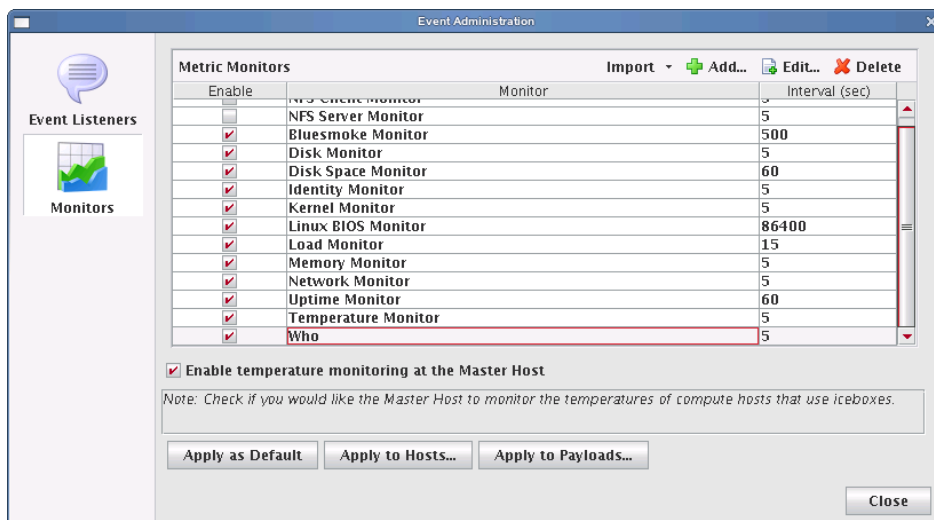 Event Administration
Event Listeners
Monitors
Metric Monitors Import Add... Edit... Delete
Enable Monitor Interval (sec)
NFS Client Monitor 5
NFS Server Monitor 5
Bluesmoke Monitor 500
Disk Monitor 5
Disk Space Monitor 60
Identity Monitor 5
Kernel Monitor 5
Linux BIOS Monitor 86400
Load Monitor 15
Memory Monitor 5
Network Monitor 5
Uptime Monitor 60
Temperature Monitor 5
Who 5
Enable temperature monitoring at the Master Host
Note: Check if you would like the Master Host to monitor the temperatures of compute hosts that use iceboxes.
Apply as Default Apply to Hosts... Apply to Payloads...
Close